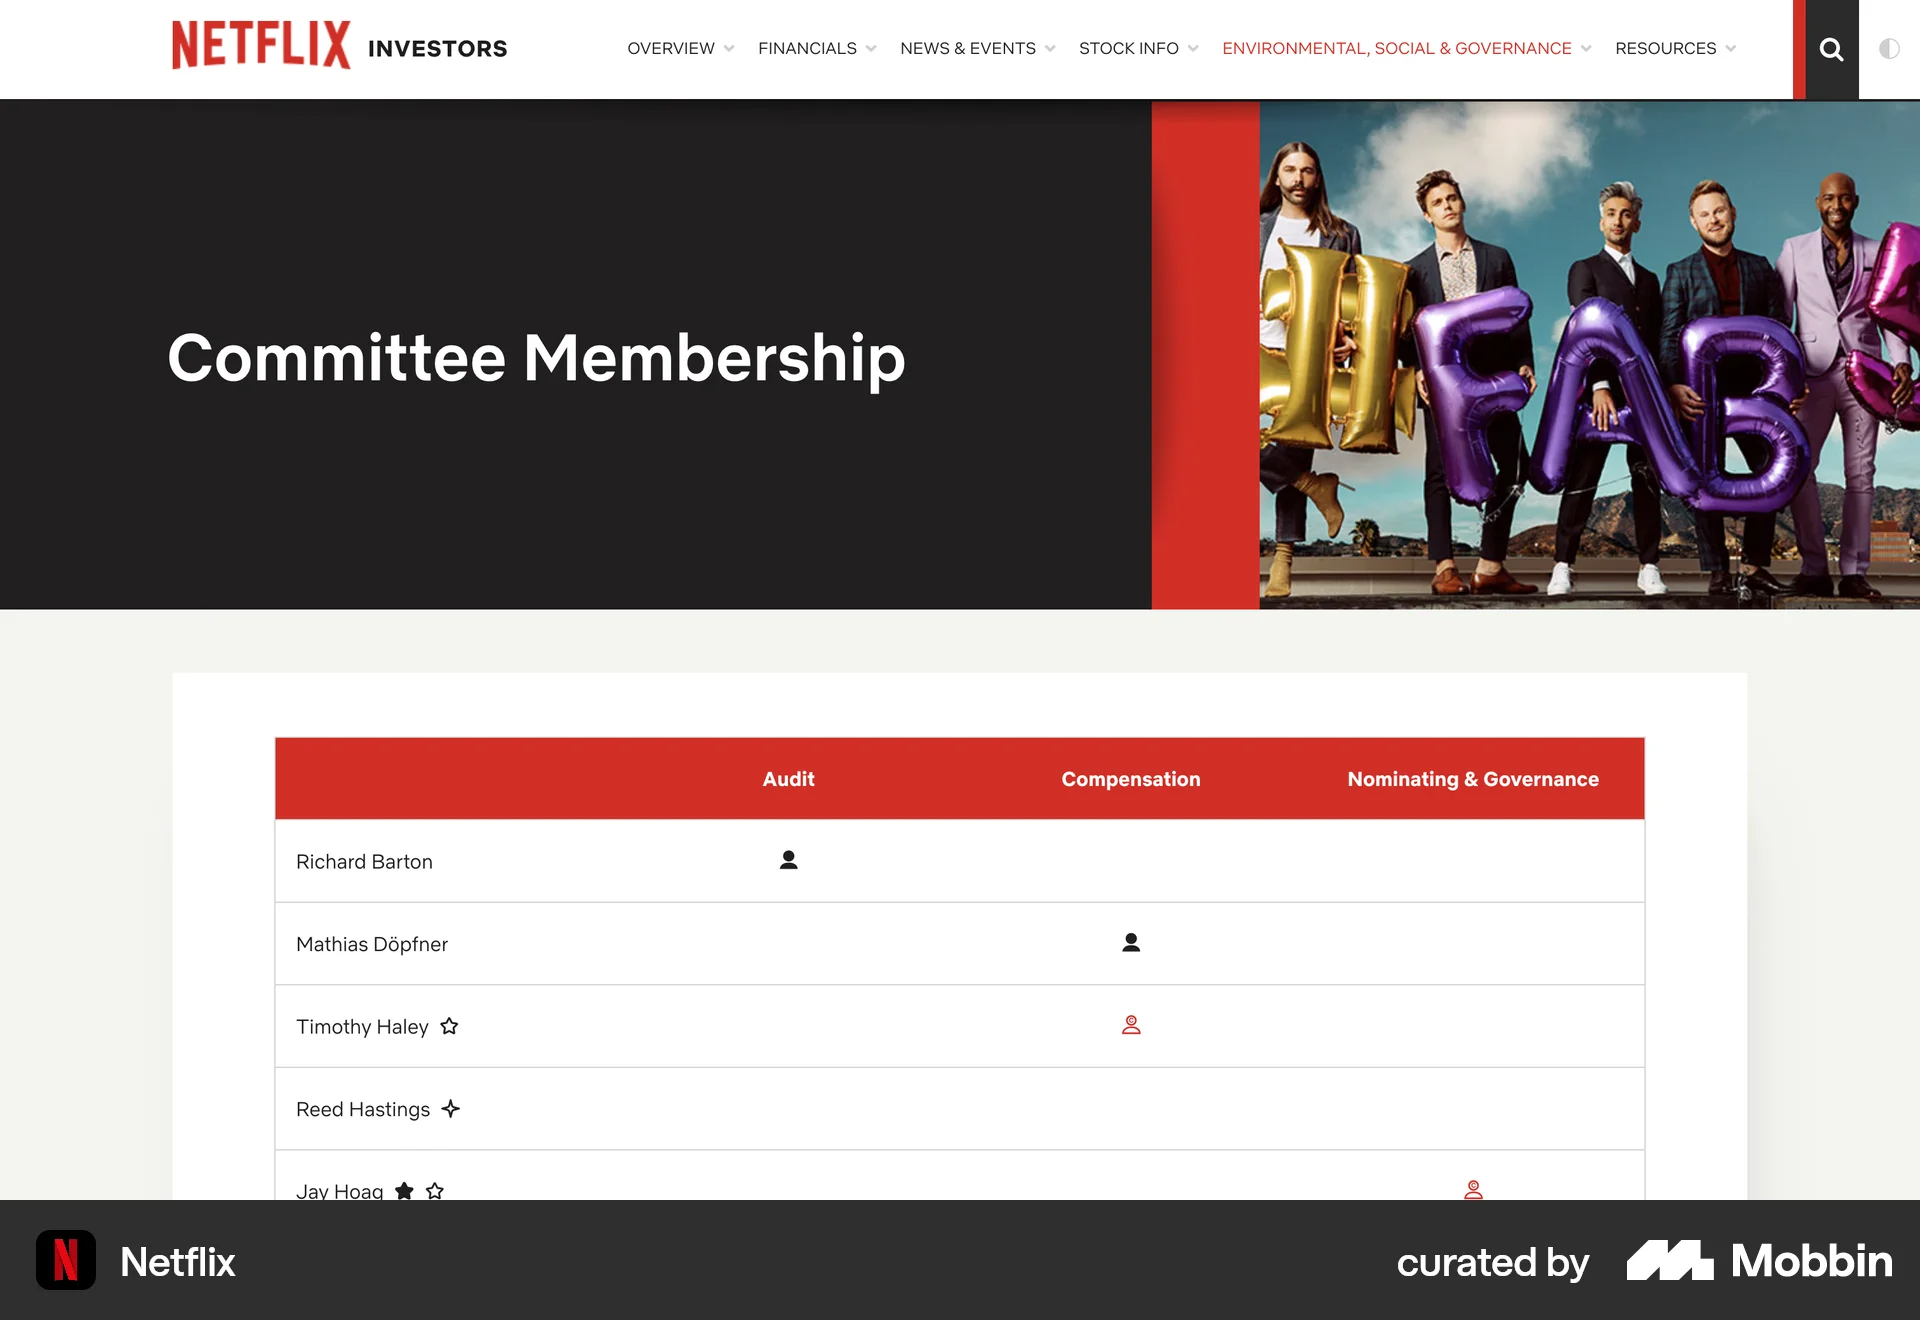 NETFLIX INVESTORS OVERVIEW FINANCIALS NEWS & EVENTS STOCK INFO ENVIRONMENTAL, SOCIAL & GOVERNANCE RESOURCES
Committee Membership
#FAB5
Audit Compensation Nominating & Governance
Richard Barton
Mathias Döpfner
Timothy Haley
Reed Hastings
Jay Hoag
N Netflix curated by Mobbin